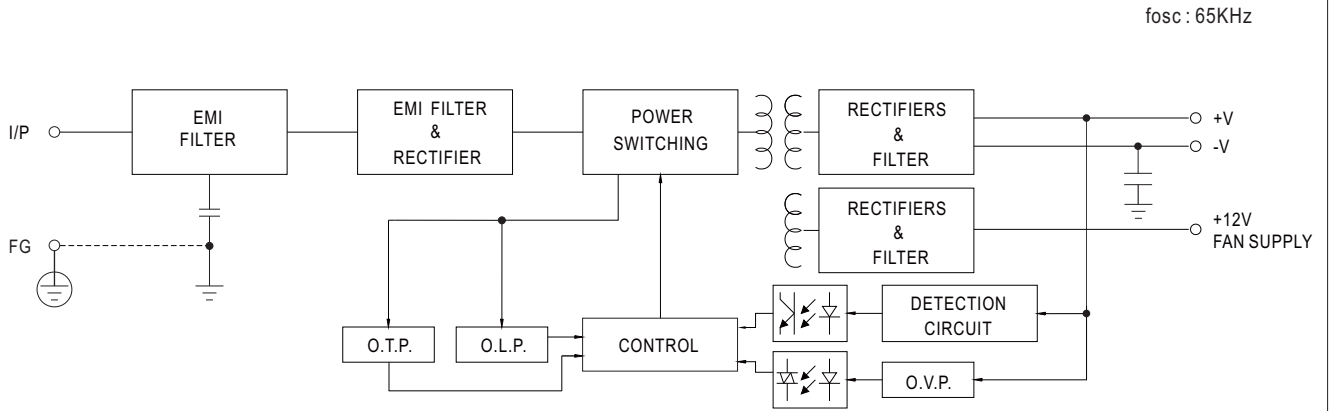 fosc : 65KHz
I/P
EMI
FILTER
EMI FILTER
&
RECTIFIER
POWER
SWITCHING
RECTIFIERS
&
FILTER
+V
-V
RECTIFIERS
&
FILTER
+12V
FAN SUPPLY
FG
O.T.P.
O.L.P.
CONTROL
DETECTION
CIRCUIT
O.V.P.